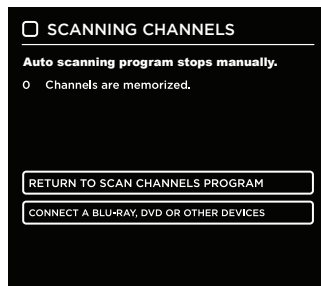 SCANNING CHANNELS
Auto scanning program stops manually.
0 Channels are memorized.
RETURN TO SCAN CHANNELS PROGRAM
CONNECT A BLU-RAY, DVD OR OTHER DEVICES